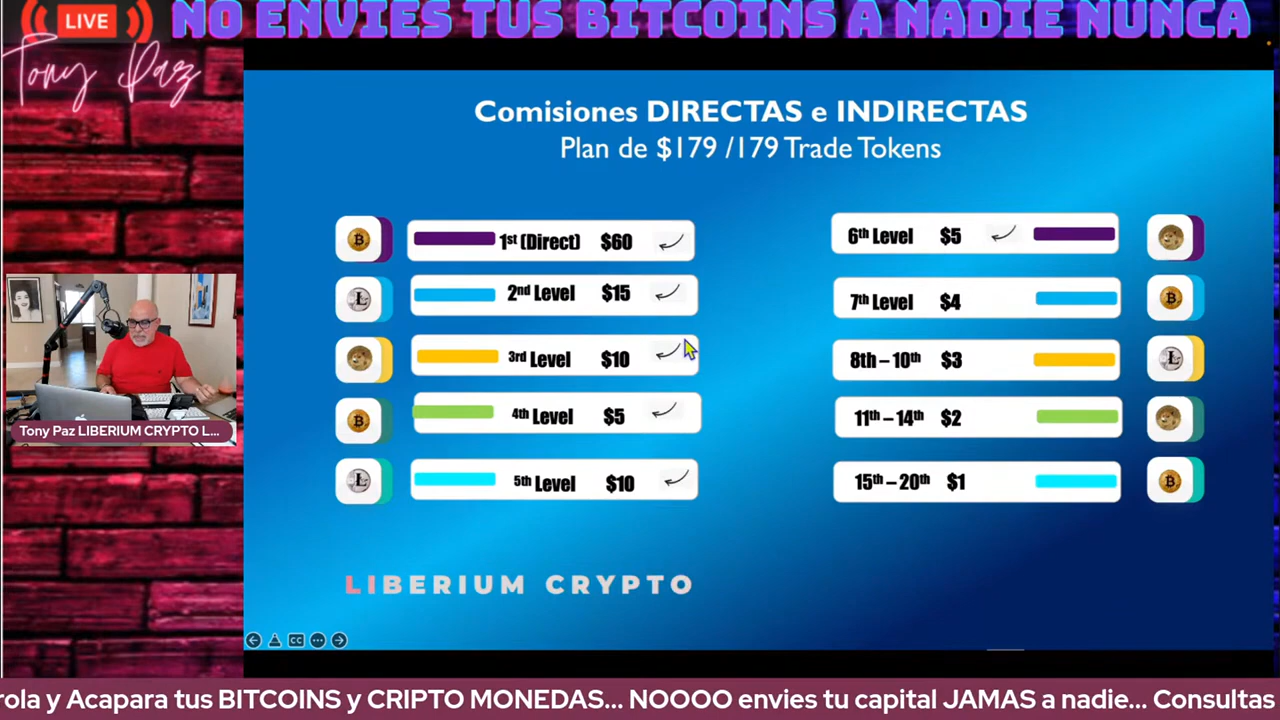 LIVE
NO ENVIES TUS BITCOINS A NADIE NUNCA
Tony Paz
Comisiones DIRECTAS e INDIRECTAS
Plan de $179 /179 Trade Tokens
1st (Direct) $60
2nd Level $15
3rd Level $10
4th Level $5
5th Level $10
6th Level $5
7th Level $4
8th – 10th $3
11th – 14th $2
15th – 20th $1
LIBERIUM CRYPTO
CC
Tony Paz LIBERIUM CRYPTO L...
rola y Acapara tus BITCOINS y CRIPTO MONEDAS... NOOOO envies tu capital JAMAS a nadie... Consultas